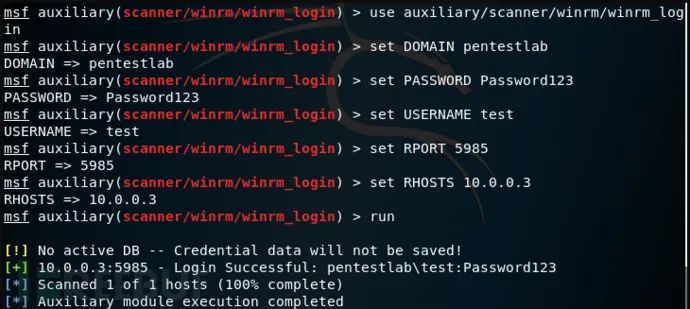 msf auxiliary(scanner/winrm/winrm_login) > use auxiliary/scanner/winrm/winrm_log
in
msf auxiliary(scanner/winrm/winrm_login) > set DOMAIN pentestlab
DOMAIN => pentestlab
msf auxiliary(scanner/winrm/winrm_login) > set PASSWORD Password123
PASSWORD => Password123
msf auxiliary(scanner/winrm/winrm_login) > set USERNAME test
USERNAME => test
msf auxiliary(scanner/winrm/winrm_login) > set RPORT 5985
RPORT => 5985
msf auxiliary(scanner/winrm/winrm_login) > set RHOSTS 10.0.0.3
RHOSTS => 10.0.0.3
msf auxiliary(scanner/winrm/winrm_login) > run
[!] No active DB -- Credential data will not be saved!
[+] 10.0.0.3:5985 - Login Successful: pentestlab\test:Password123
[*] Scanned 1 of 1 hosts (100% complete)
[*] Auxiliary module execution completed